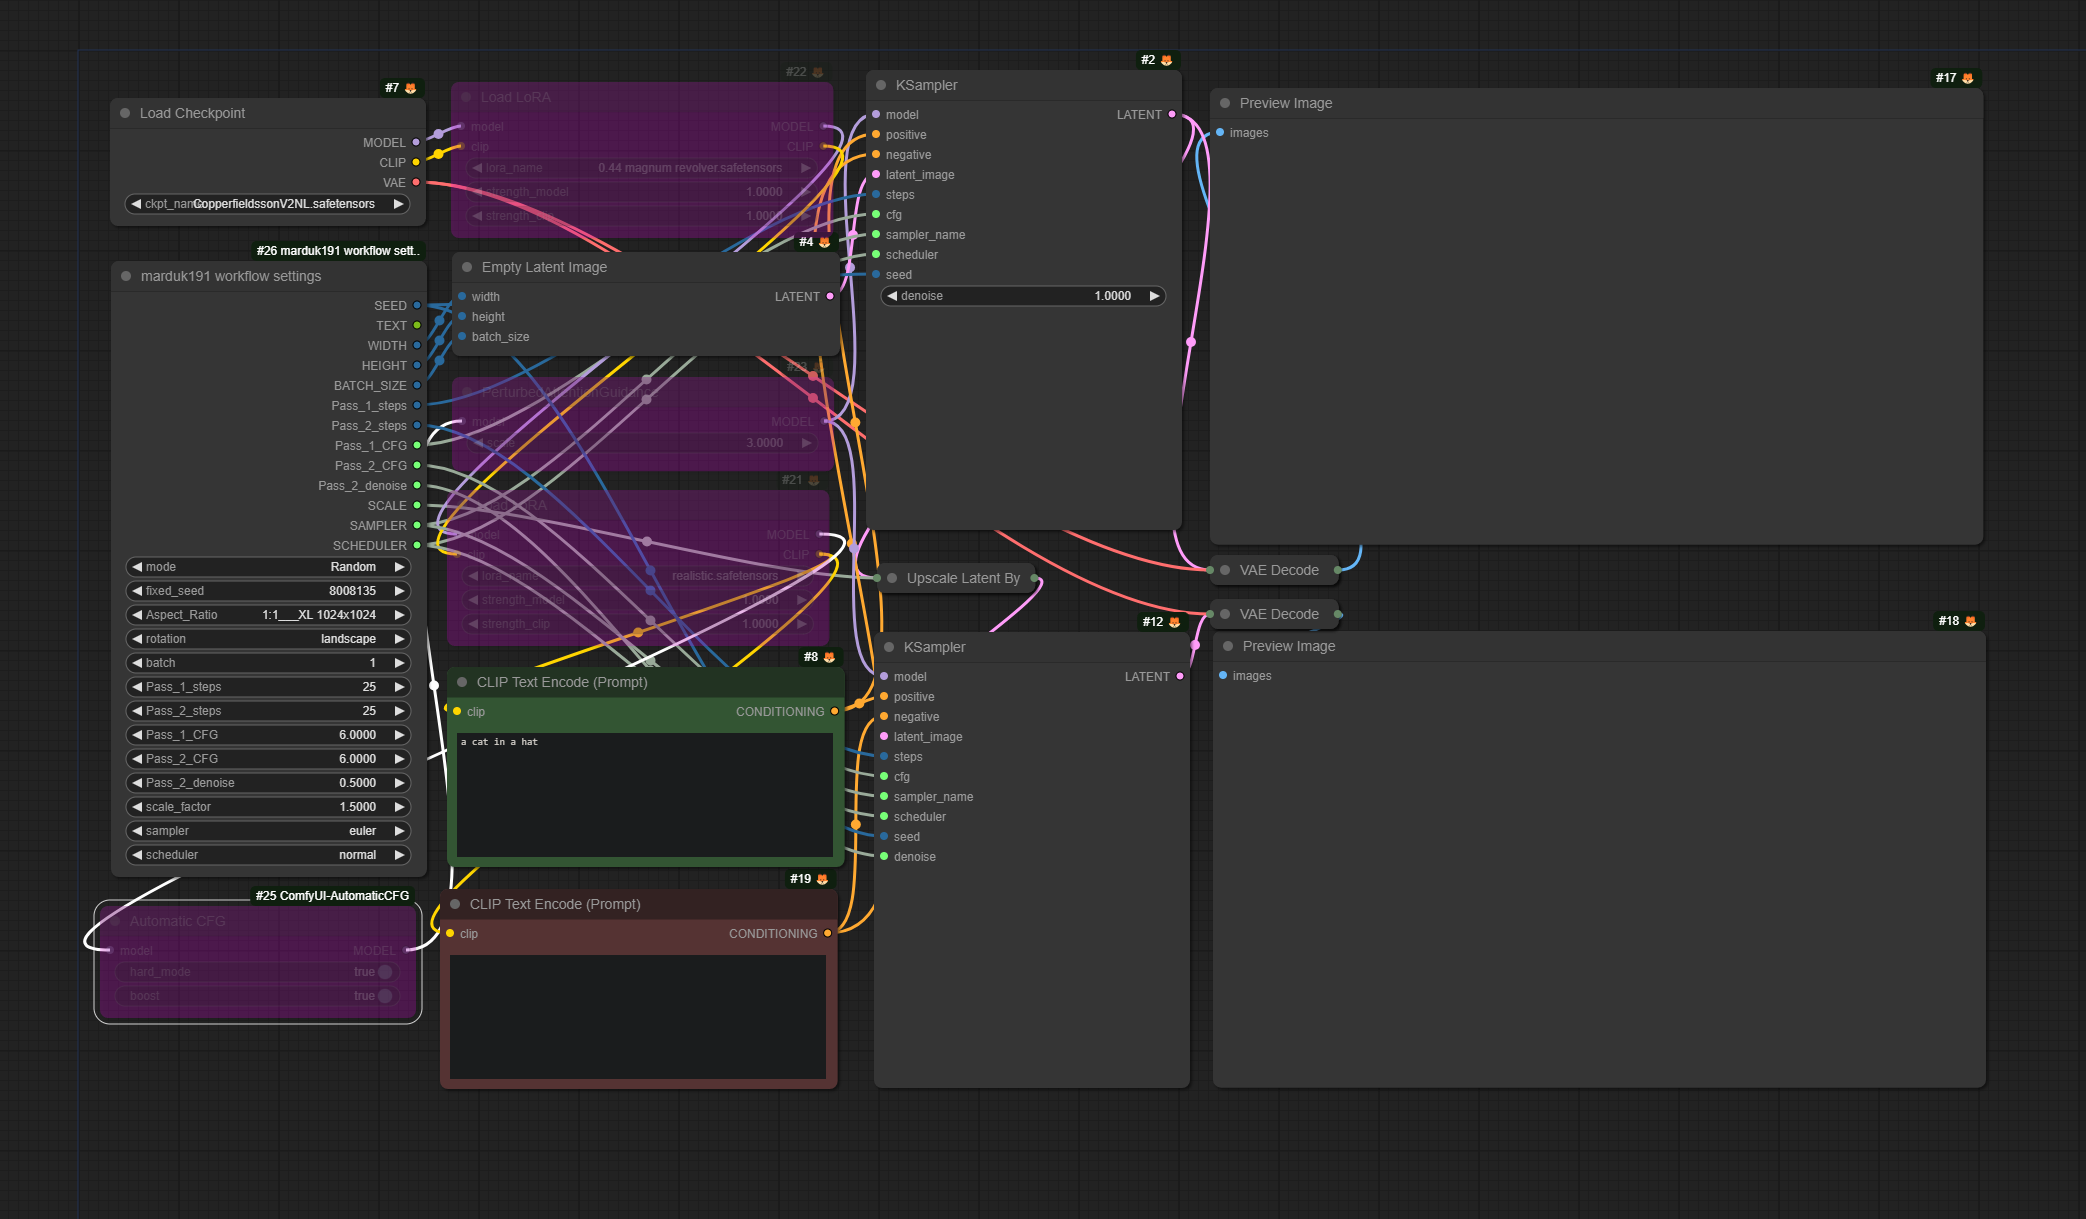 #7
Load Checkpoint
MODEL
CLIP
VAE
ckpt_name CopperfieldssonV2NL.safetensors
#26 marduk191 workflow sett..
marduk191 workflow settings
SEED
TEXT
WIDTH
HEIGHT
BATCH_SIZE
Pass_1_steps
Pass_2_steps
Pass_1_CFG
Pass_2_CFG
Pass_2_denoise
SCALE
SAMPLER
SCHEDULER
mode Random
fixed_seed 8008135
Aspect_Ratio 1:1___XL 1024x1024
rotation landscape
batch 1
Pass_1_steps 25
Pass_2_steps 25
Pass_1_CFG 6.0000
Pass_2_CFG 6.0000
Pass_2_denoise 0.5000
scale_factor 1.5000
sampler euler
scheduler normal
#25 ComfyUI-AutomaticCFG
Automatic CFG
model MODEL
hard_mode true
boost true
#22
Load LoRA
model MODEL
clip CLIP
lora_name 0.44 magnum revolver.safetensors
strength_model 1.0000
strength_clip 1.0000
#4
Empty Latent Image
width LATENT
height
batch_size
#23
PerturbedAttentionGuidance
model MODEL
scale 3.0000
#21
Load LoRA
model MODEL
clip CLIP
lora_name realistic.safetensors
strength_model 1.0000
strength_clip 1.0000
#8
CLIP Text Encode (Prompt)
clip CONDITIONING
a cat in a hat
#19
CLIP Text Encode (Prompt)
clip CONDITIONING
#2
KSampler
model LATENT
positive
negative
latent_image
steps
cfg
sampler_name
scheduler
seed
denoise 1.0000
Upscale Latent By
#12
KSampler
model LATENT
positive
negative
latent_image
steps
cfg
sampler_name
scheduler
seed
denoise
#17
Preview Image
images
VAE Decode
VAE Decode
#18
Preview Image
images